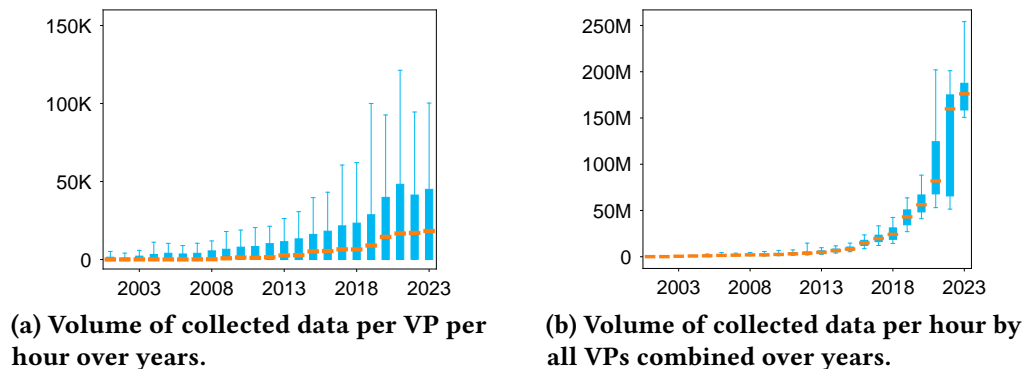 150K
100K
50K
0
2003 2008 2013 2018 2023
(a) Volume of collected data per VP per
hour over years.
250M
200M
150M
100M
50M
0
2003 2008 2013 2018 2023
(b) Volume of collected data per hour by
all VPs combined over years.